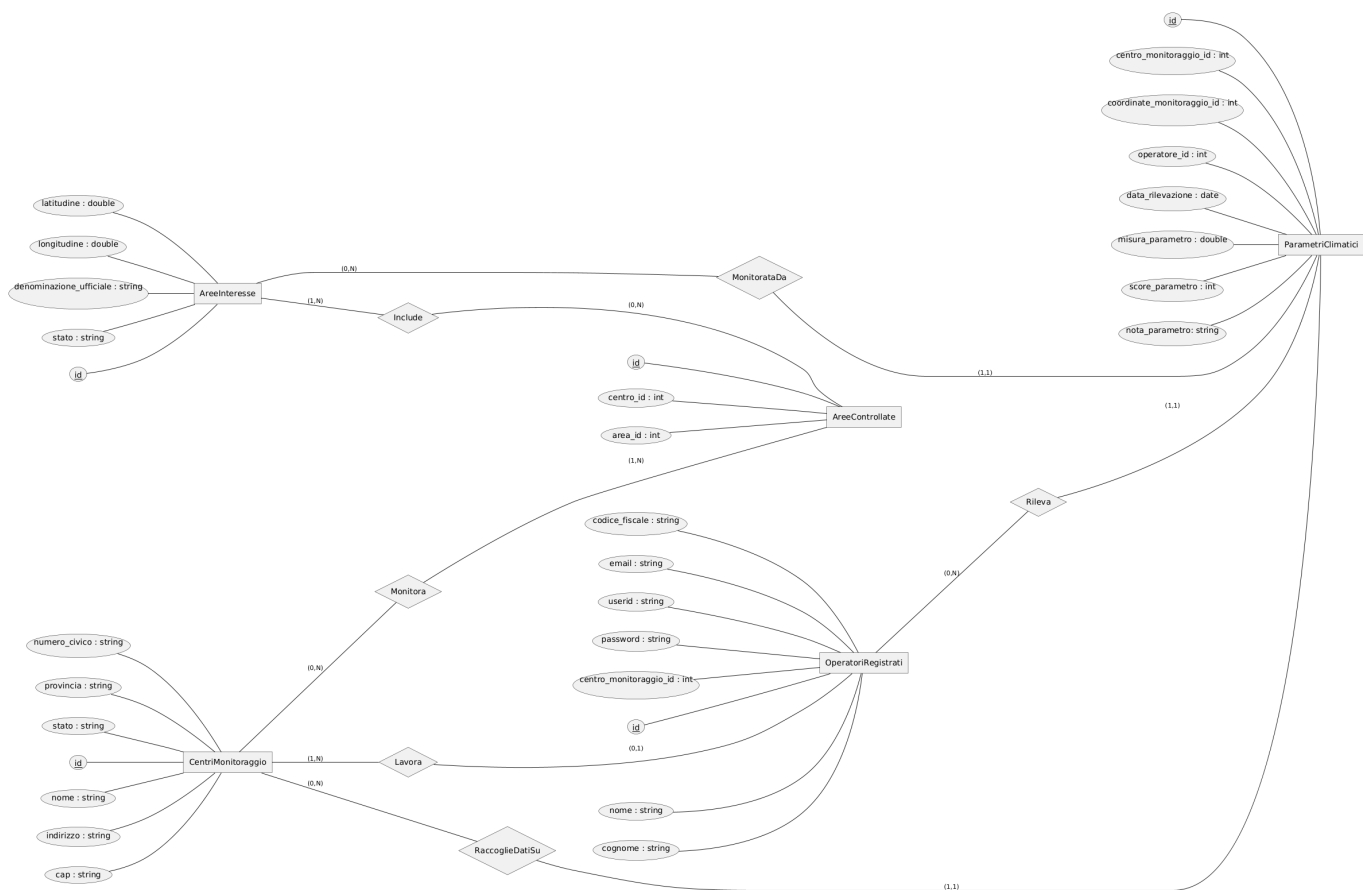 id
centro_monitoraggio_id : int
coordinate_monitoraggio_id : int
operatore_id : int
data_rilevazione : date
misura_parametro : double
score_parametro : int
nota_parametro: string
ParametriClimatici
latitudine : double
longitudine : double
denominazione_ufficiale : string
stato : string
id
AreeInteresse
(0,N)
MonitorataDa
(1,1)
(1,N)
Include
(0,N)
id
centro_id : int
area_id : int
AreeControllate
(1,N)
Monitora
(0,N)
(1,1)
Rileva
(0,N)
codice_fiscale : string
email : string
userid : string
password : string
centro_monitoraggio_id : int
id
OperatoriRegistrati
(0,1)
nome : string
cognome : string
numero_civico : string
provincia : string
stato : string
id
nome : string
indirizzo : string
cap : string
CentriMonitoraggio
(1,N)
Lavora
(0,N)
RaccoglieDatiSu
(1,1)